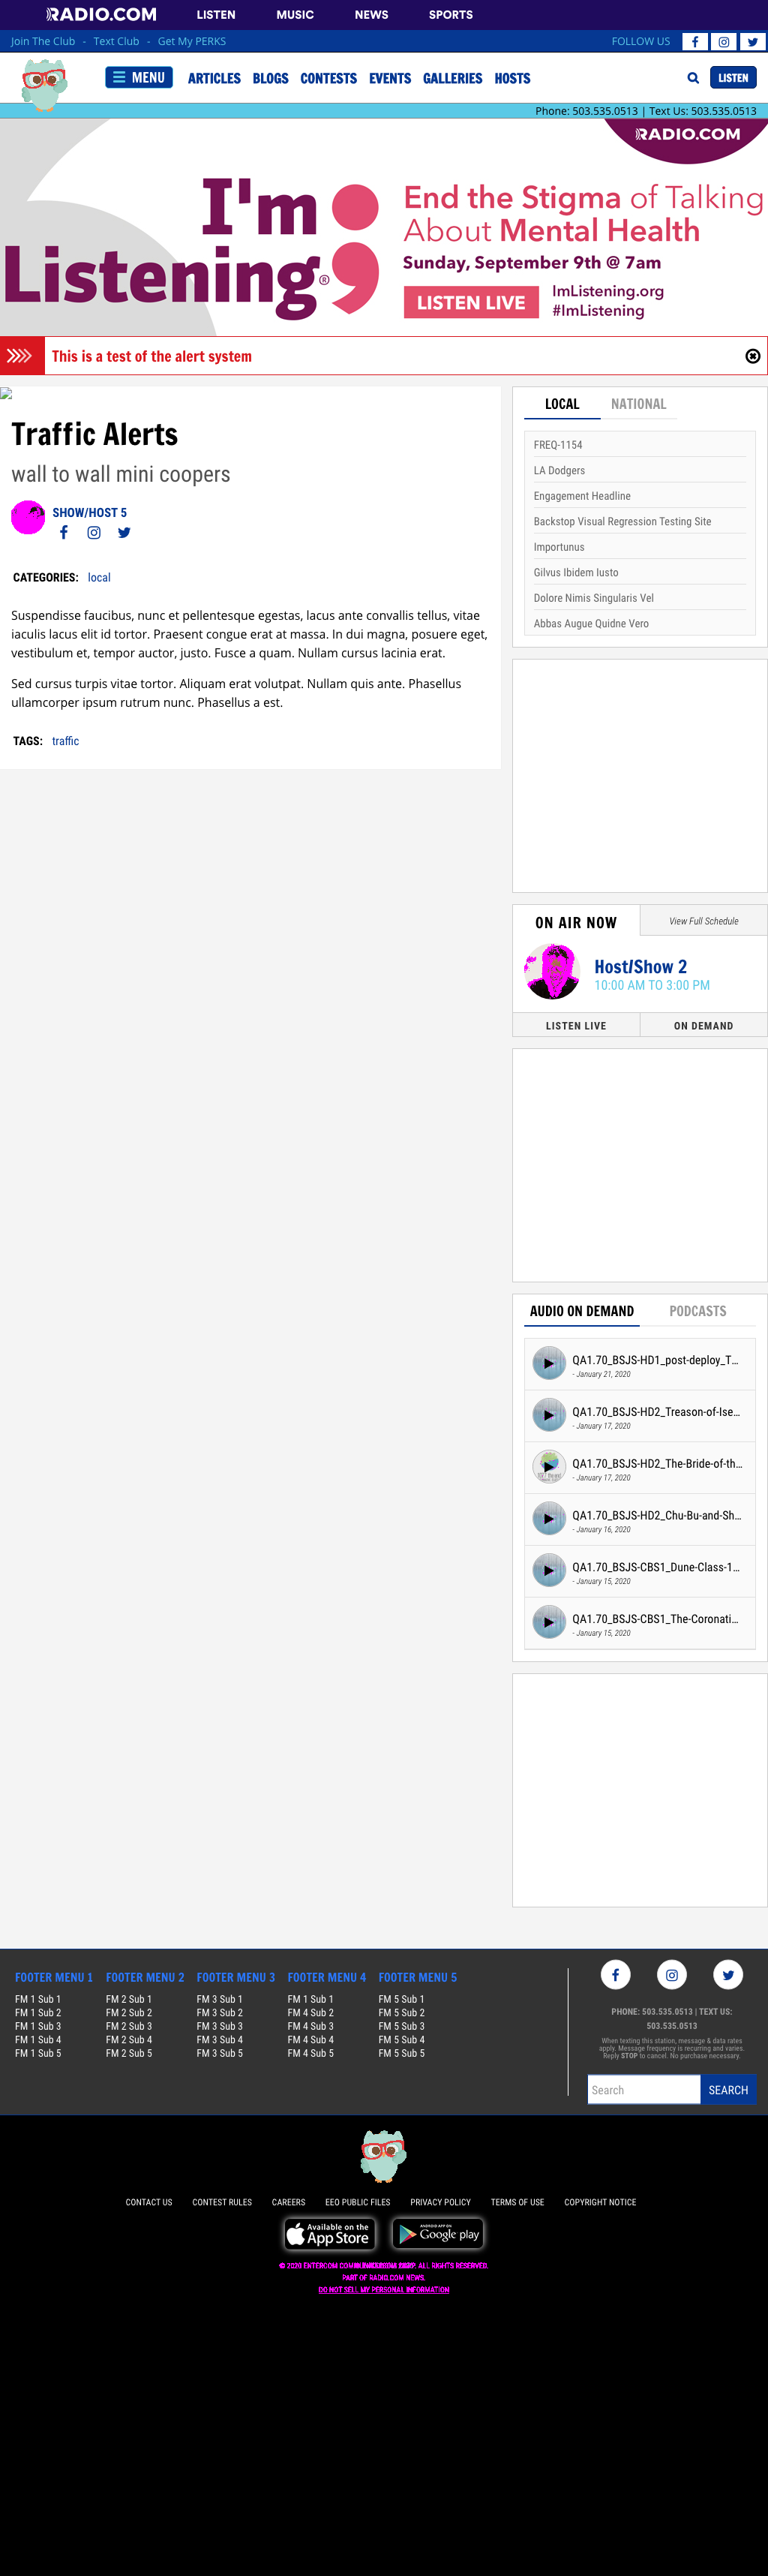 RADIO.COM LISTEN MUSIC NEWS SPORTS
Join The Club - Text Club - Get My PERKS FOLLOW US
MENU ARTICLES BLOGS CONTESTS EVENTS GALLERIES HOSTS LISTEN
Phone: 503.535.0513 | Text Us: 503.535.0513
RADIO.COM
I'm
Listening®
End the Stigma of Talking
About Mental Health
Sunday, September 9th @ 7am
LISTEN LIVE
ImListening.org
#ImListening
This is a test of the alert system
Traffic Alerts
wall to wall mini coopers
SHOW/HOST 5
CATEGORIES: local
Suspendisse faucibus, nunc et pellentesque egestas, lacus ante convallis tellus, vitae
iaculis lacus elit id tortor. Praesent congue erat at massa. In dui magna, posuere eget,
vestibulum et, tempor auctor, justo. Fusce a quam. Nullam cursus lacinia erat.
Sed cursus turpis vitae tortor. Aliquam erat volutpat. Nullam quis ante. Phasellus
ullamcorper ipsum rutrum nunc. Phasellus a est.
TAGS: traffic
LOCAL NATIONAL
FREQ-1154
LA Dodgers
Engagement Headline
Backstop Visual Regression Testing Site
Importunus
Gilvus Ibidem Iusto
Dolore Nimis Singularis Vel
Abbas Augue Quidne Vero
ON AIR NOW View Full Schedule
Host/Show 2
10:00 AM TO 3:00 PM
LISTEN LIVE ON DEMAND
AUDIO ON DEMAND PODCASTS
QA1.70_BSJS-HD1_post-deploy_T...
- January 21, 2020
QA1.70_BSJS-HD2_Treason-of-Ise...
- January 17, 2020
QA1.70_BSJS-HD2_The-Bride-of-th...
- January 17, 2020
QA1.70_BSJS-HD2_Chu-Bu-and-Sh...
- January 16, 2020
QA1.70_BSJS-CBS1_Dune-Class-1...
- January 15, 2020
QA1.70_BSJS-CBS1_The-Coronati...
- January 15, 2020
FOOTER MENU 1 FOOTER MENU 2 FOOTER MENU 3 FOOTER MENU 4 FOOTER MENU 5
FM 1 Sub 1 FM 2 Sub 1 FM 3 Sub 1 FM 1 Sub 1 FM 5 Sub 1
FM 1 Sub 2 FM 2 Sub 2 FM 3 Sub 2 FM 4 Sub 2 FM 5 Sub 2
FM 1 Sub 3 FM 2 Sub 3 FM 3 Sub 3 FM 4 Sub 3 FM 5 Sub 3
FM 1 Sub 4 FM 2 Sub 4 FM 3 Sub 4 FM 4 Sub 4 FM 5 Sub 4
FM 1 Sub 5 FM 2 Sub 5 FM 3 Sub 5 FM 4 Sub 5 FM 5 Sub 5
PHONE: 503.535.0513 | TEXT US:
503.535.0513
When texting this station, message & data rates
apply. Message frequency is recurring and varies.
Reply STOP to cancel. No purchase necessary.
Search SEARCH
CONTACT US CONTEST RULES CAREERS EEO PUBLIC FILES PRIVACY POLICY TERMS OF USE COPYRIGHT NOTICE
Available on the
App Store
ANDROID APP ON
Google play
ALL RIGHTS RESERVED.
PART OF RADIO.COM NEWS.
DO NOT SELL MY PERSONAL INFORMATION